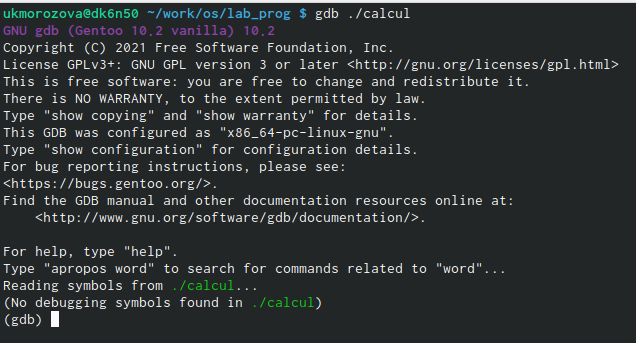 ukmorozova@dk6n50 ~/work/os/lab_prog $ gdb ./calcul
GNU gdb (Gentoo 10.2 vanilla) 10.2
Copyright (C) 2021 Free Software Foundation, Inc.
License GPLv3+: GNU GPL version 3 or later <http://gnu.org/licenses/gpl.html>
This is free software: you are free to change and redistribute it.
There is NO WARRANTY, to the extent permitted by law.
Type "show copying" and "show warranty" for details.
This GDB was configured as "x86_64-pc-linux-gnu".
Type "show configuration" for configuration details.
For bug reporting instructions, please see:
<https://bugs.gentoo.org/>.
Find the GDB manual and other documentation resources online at:
    <http://www.gnu.org/software/gdb/documentation/>.

For help, type "help".
Type "apropos word" to search for commands related to "word"...
Reading symbols from ./calcul...
(No debugging symbols found in ./calcul)
(gdb)